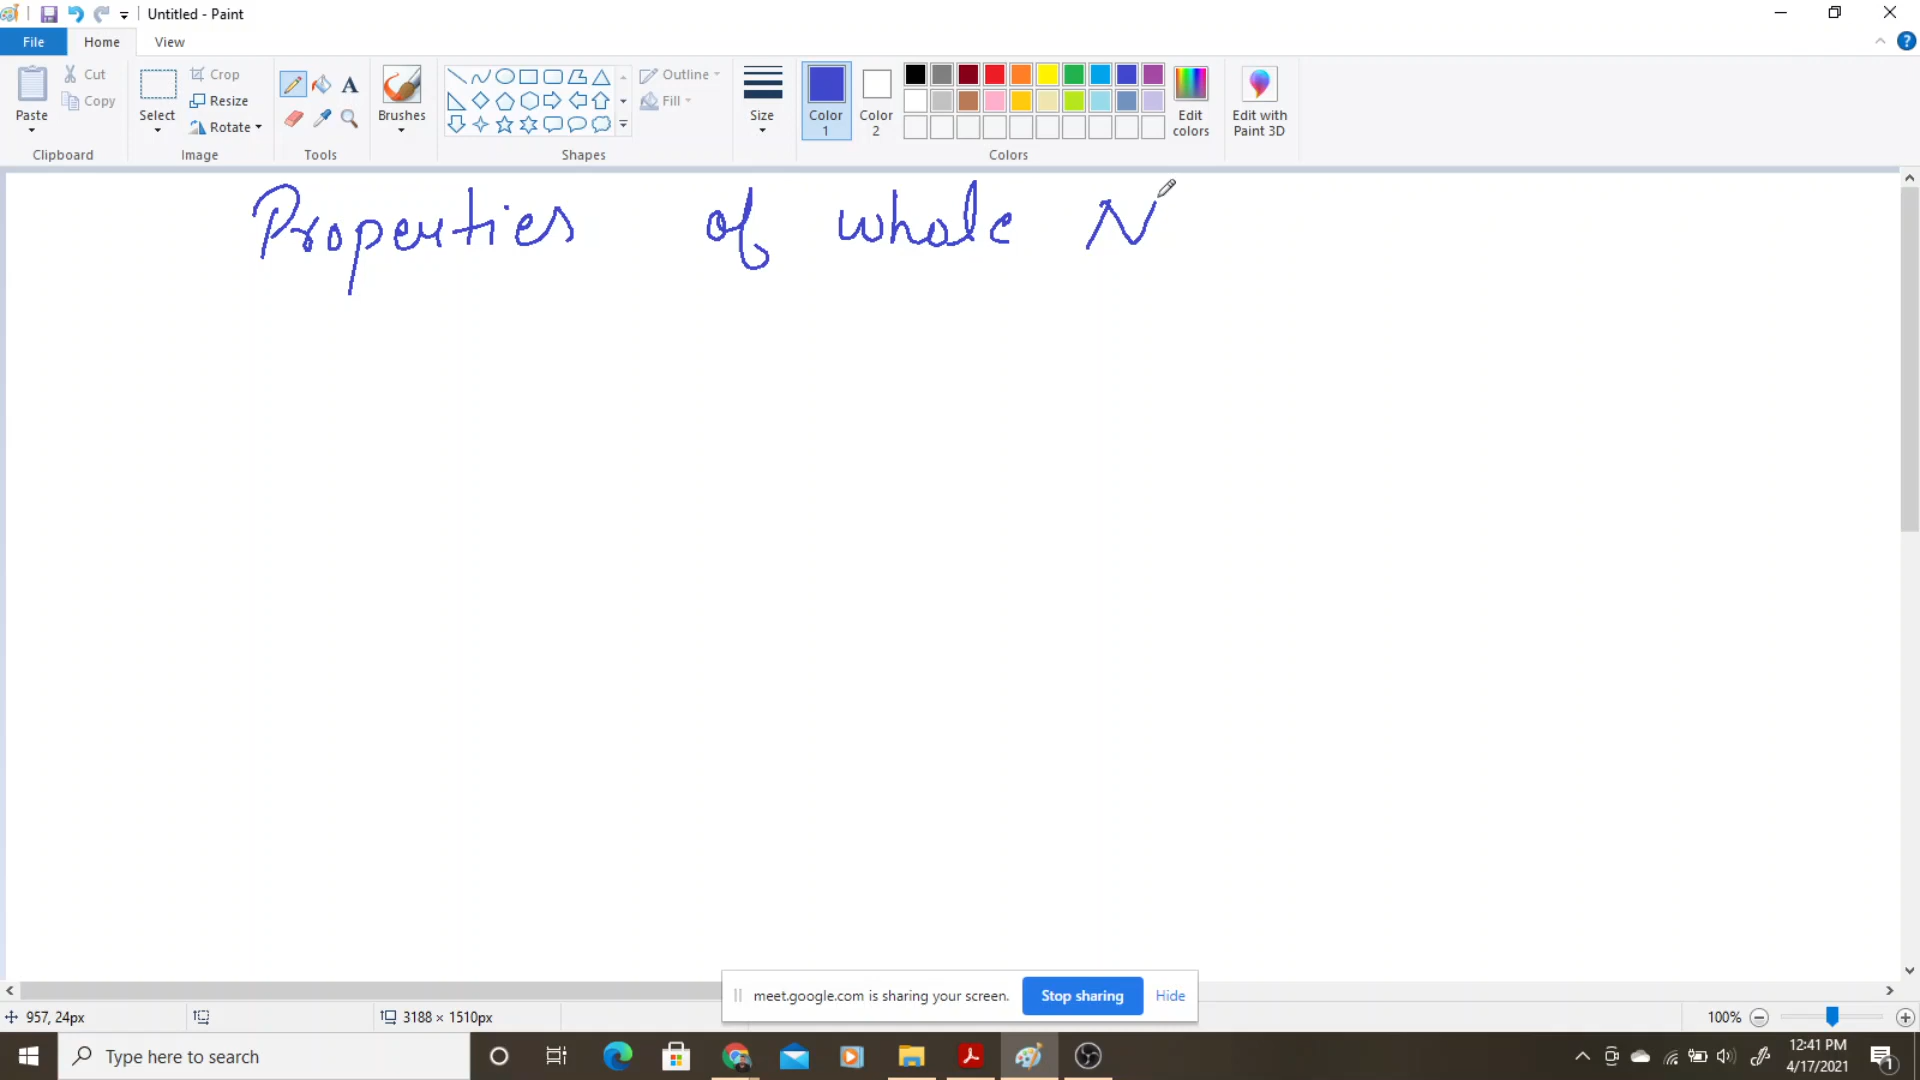 Untitled - Paint
File Home View
Paste Cut Copy Select Crop Resize Rotate A Brushes Outline Fill Size Color 1 Color 2 Edit colors Edit with Paint 3D
Clipboard Image Tools Shapes Colors
Properties of whole N
meet.google.com is sharing your screen. Stop sharing Hide
957, 24px 3188 × 1510px 100%
Type here to search 12:41 PM
4/17/2021 1